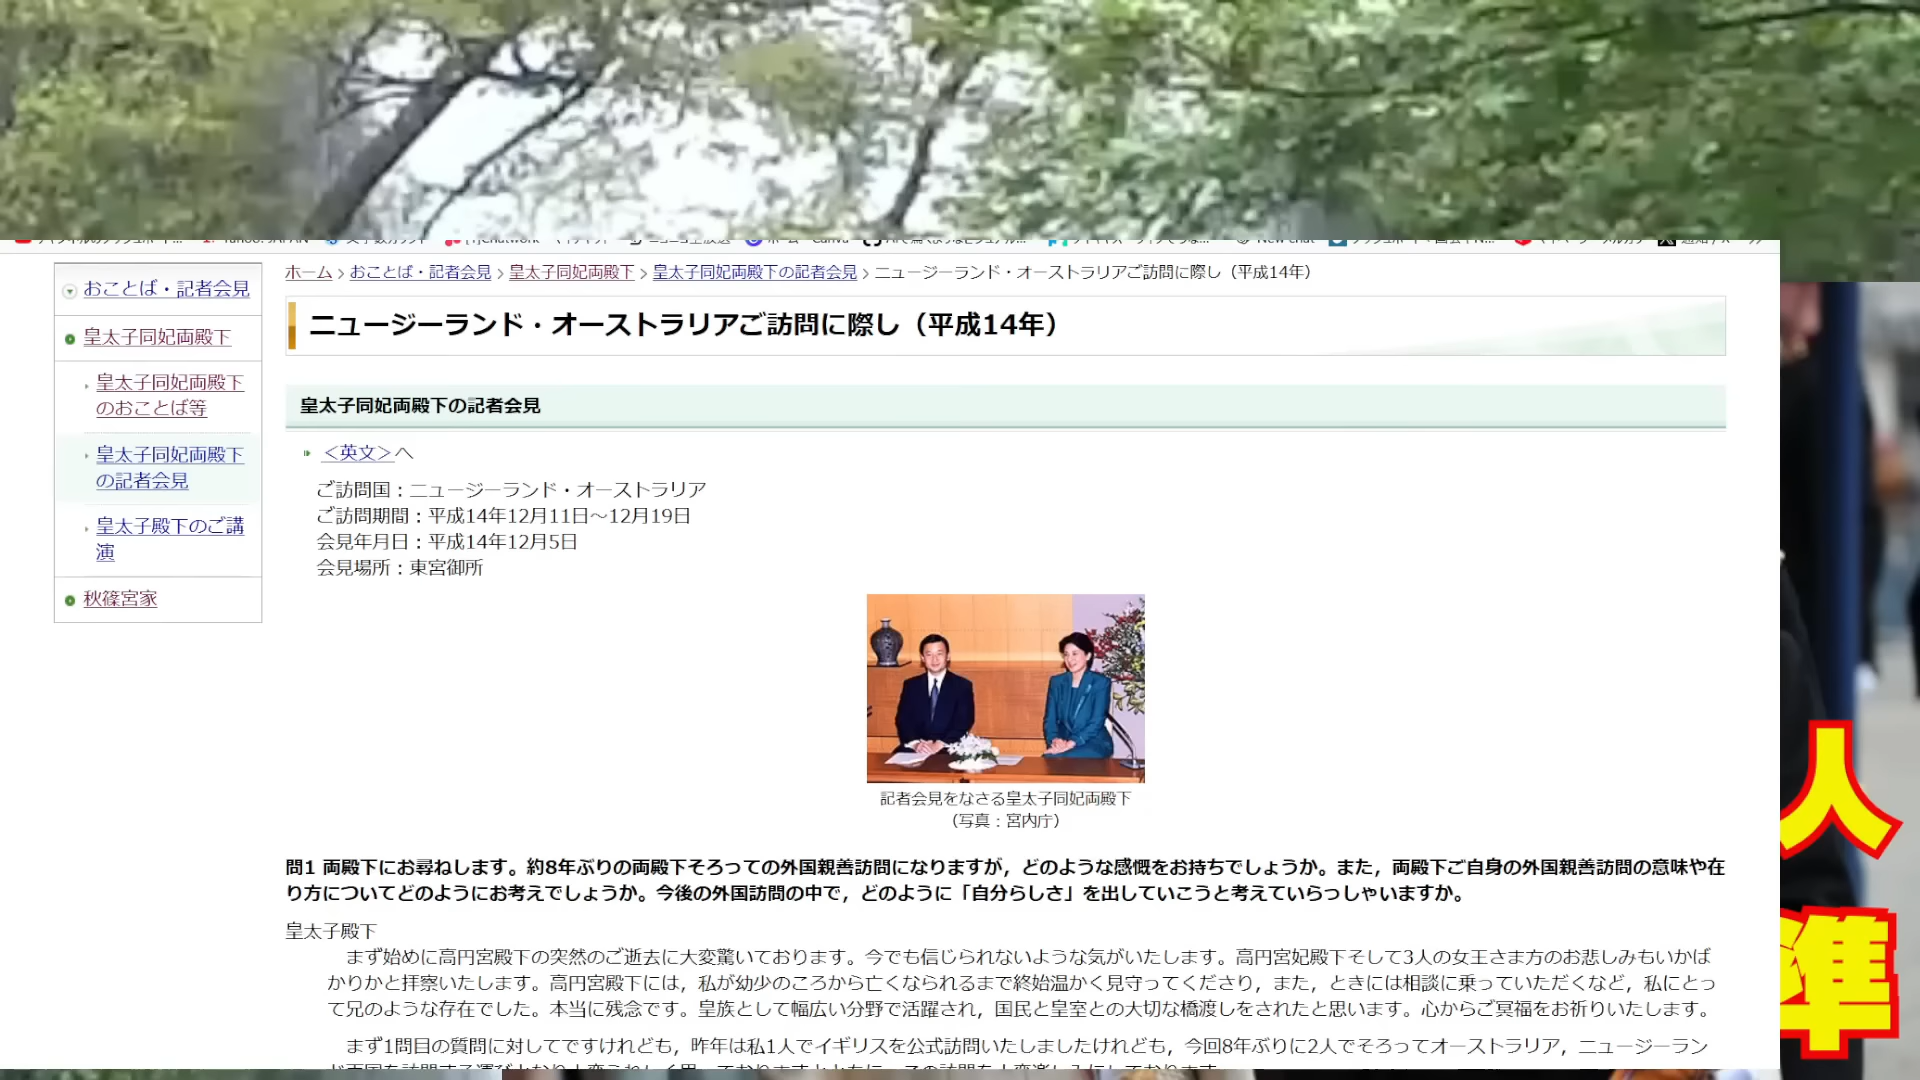 おことば・記者会見
皇太子同妃両殿下
皇太子同妃両殿下
のおことば等
皇太子同妃両殿下
の記者会見
皇太子殿下のご講
演
秋篠宮家
ホーム > おことば・記者会見 > 皇太子同妃両殿下 > 皇太子同妃両殿下の記者会見 > ニュージーランド・オーストラリアご訪問に際し（平成14年）
ニュージーランド・オーストラリアご訪問に際し（平成14年）
皇太子同妃両殿下の記者会見
＜英文＞へ
ご訪問国：ニュージーランド・オーストラリア
ご訪問期間：平成14年12月11日～12月19日
会見年月日：平成14年12月5日
会見場所：東宮御所
記者会見をなさる皇太子同妃両殿下
（写真：宮内庁）
問1 両殿下にお尋ねします。約8年ぶりの両殿下そろっての外国親善訪問になりますが，どのような感慨をお持ちでしょうか。また，両殿下ご自身の外国親善訪問の意味や在
り方についてどのようにお考えでしょうか。今後の外国訪問の中で，どのように「自分らしさ」を出していこうと考えていらっしゃいますか。
皇太子殿下
まず始めに高円宮殿下の突然のご逝去に大変驚いております。今でも信じられないような気がいたします。高円宮妃殿下そして3人の女王さま方のお悲しみもいかば
かりかと拝察いたします。高円宮殿下には，私が幼少のころから亡くなられるまで終始温かく見守ってくださり，また，ときには相談に乗っていただくなど，私にとっ
て兄のような存在でした。本当に残念です。皇族として幅広い分野で活躍され，国民と皇室との大切な橋渡しをされたと思います。心からご冥福をお祈りいたします。
まず1問目の質問に対してですけれども，昨年は私1人でイギリスを公式訪問いたしましたけれども，今回8年ぶりに2人でそろってオーストラリア，ニュージーラン
人
準